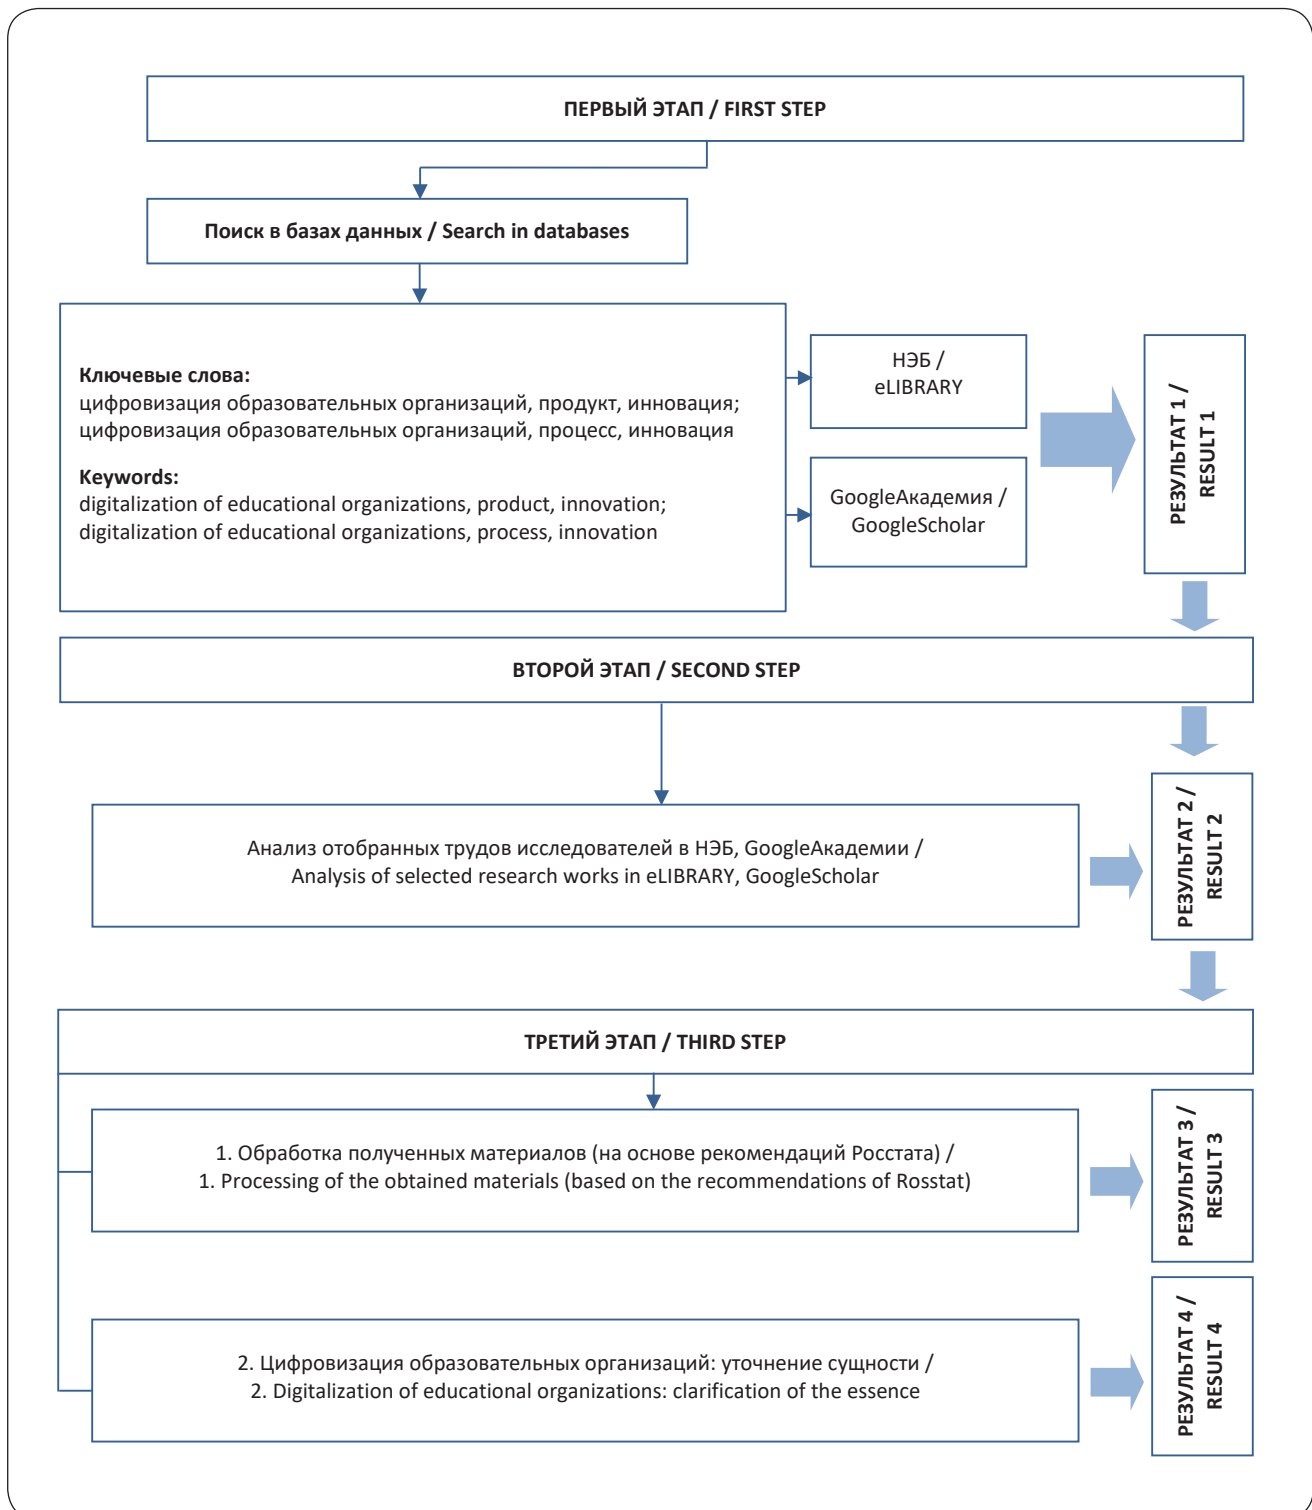 ПЕРВЫЙ ЭТАП / FIRST STEP
Поиск в базах данных / Search in databases
Ключевые слова:
цифровизация образовательных организаций, продукт, инновация;
цифровизация образовательных организаций, процесс, инновация
Keywords:
digitalization of educational organizations, product, innovation;
digitalization of educational organizations, process, innovation
НЭБ /
eLIBRARY
GoogleАкадемия /
GoogleScholar
РЕЗУЛЬТАТ 1 /
RESULT 1
ВТОРОЙ ЭТАП / SECOND STEP
Анализ отобранных трудов исследователей в НЭБ, GoogleАкадемии /
Analysis of selected research works in eLIBRARY, GoogleScholar
РЕЗУЛЬТАТ 2 /
RESULT 2
ТРЕТИЙ ЭТАП / THIRD STEP
1. Обработка полученных материалов (на основе рекомендаций Росстата) /
1. Processing of the obtained materials (based on the recommendations of Rosstat)
РЕЗУЛЬТАТ 3 /
RESULT 3
2. Цифровизация образовательных организаций: уточнение сущности /
2. Digitalization of educational organizations: clarification of the essence
РЕЗУЛЬТАТ 4 /
RESULT 4